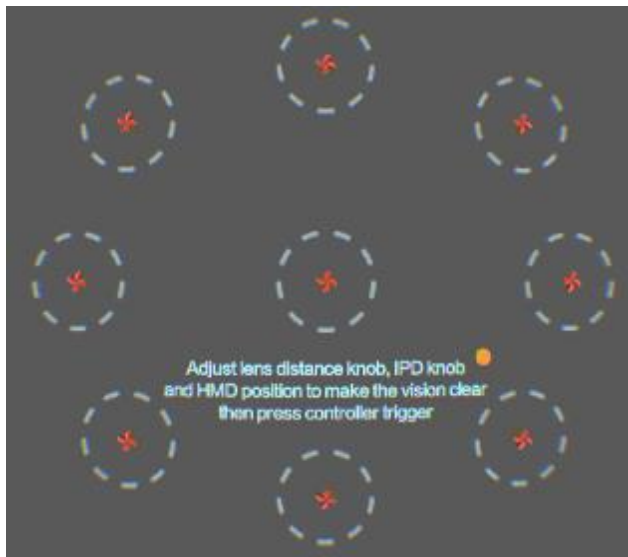 Adjust lens distance knob, IPD knob
and HMD position to make the vision clear
then press controller trigger